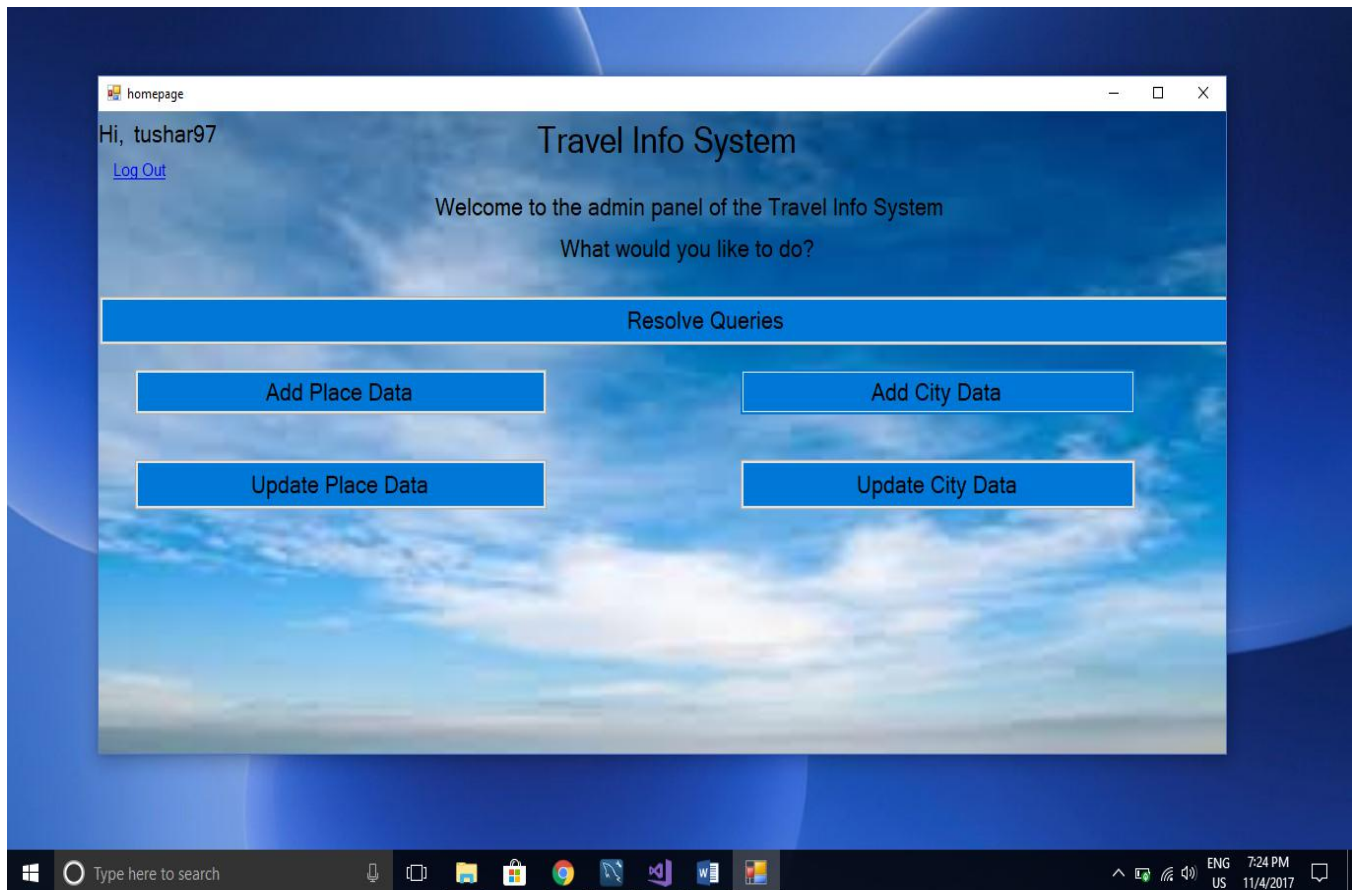 homepage
Hi, tushar97
Travel Info System
Log Out
Welcome to the admin panel of the Travel Info System
What would you like to do?
Resolve Queries
Add Place Data
Add City Data
Update Place Data
Update City Data
Type here to search
ENG
US
7:24 PM
11/4/2017